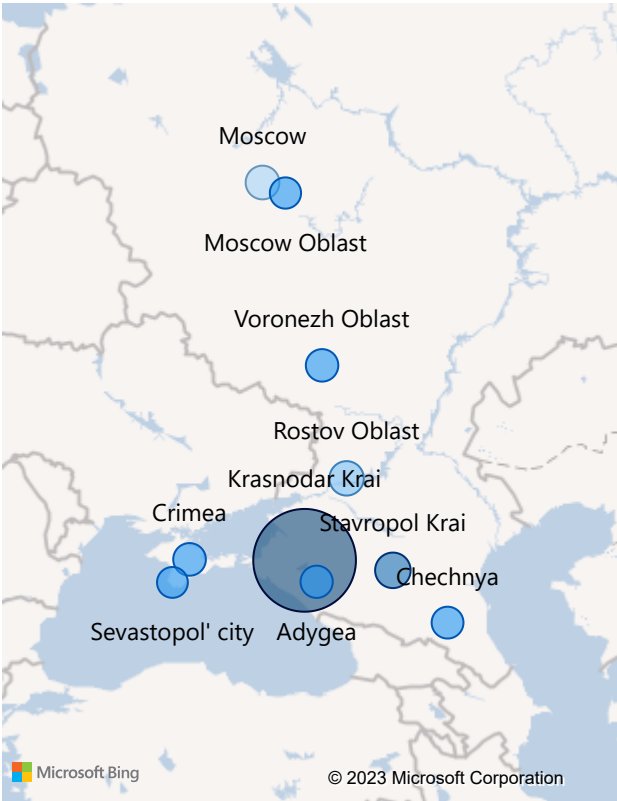 Moscow
Moscow Oblast
Voronezh Oblast
Rostov Oblast
Krasnodar Krai
Crimea
Stavropol Krai
Chechnya
Sevastopol' city
Adygea
Microsoft Bing
© 2023 Microsoft Corporation